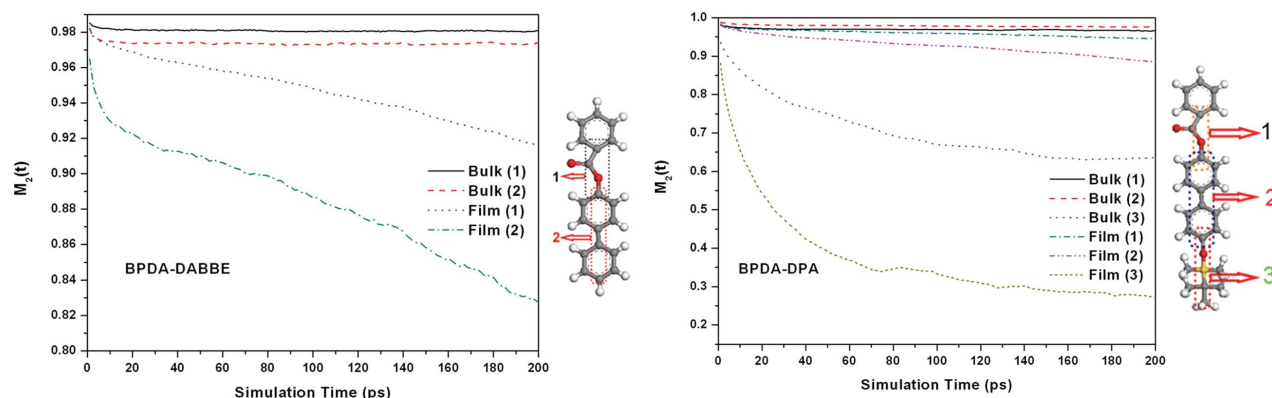 0.98
0.96
0.94
0.92
0.90
0.88
0.86
0.84
0.82
0.80
M2(t)
Bulk (1)
Bulk (2)
Film (1)
Film (2)
BPDA-DABBE
0 20 40 60 80 100 120 140 160 180 200
Simulation Time (ps)
1
2
1.0
0.9
0.8
0.7
0.6
0.5
0.4
0.3
0.2
M2(t)
Bulk (1)
Bulk (2)
Bulk (3)
Film (1)
Film (2)
Film (3)
BPDA-DPA
0 20 40 60 80 100 120 140 160 180 200
Simulation Time (ps)
1
2
3